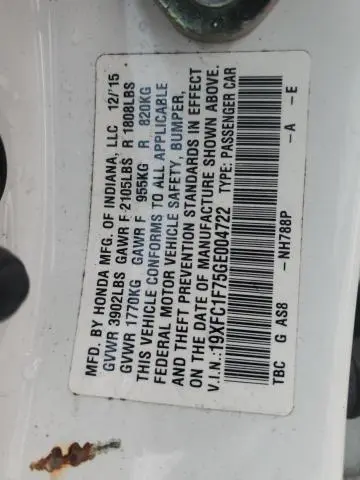 MFD. BY HONDA MFG. OF INDIANA, LLC 12/'15
GVWR 3902LBS GAWR F 2105LBS R 1808LBS
GVWR 1770KG GAWR F 955KG R 820KG
THIS VEHICLE CONFORMS TO ALL APPLICABLE
FEDERAL MOTOR VEHICLE SAFETY, BUMPER,
AND THEFT PREVENTION STANDARDS IN EFFECT
ON THE DATE OF MANUFACTURE SHOWN ABOVE.
V.I.N.:19XFC1F75GE004722 TYPE: PASSENGER CAR
TBC G AS8 -NH788P -A -E